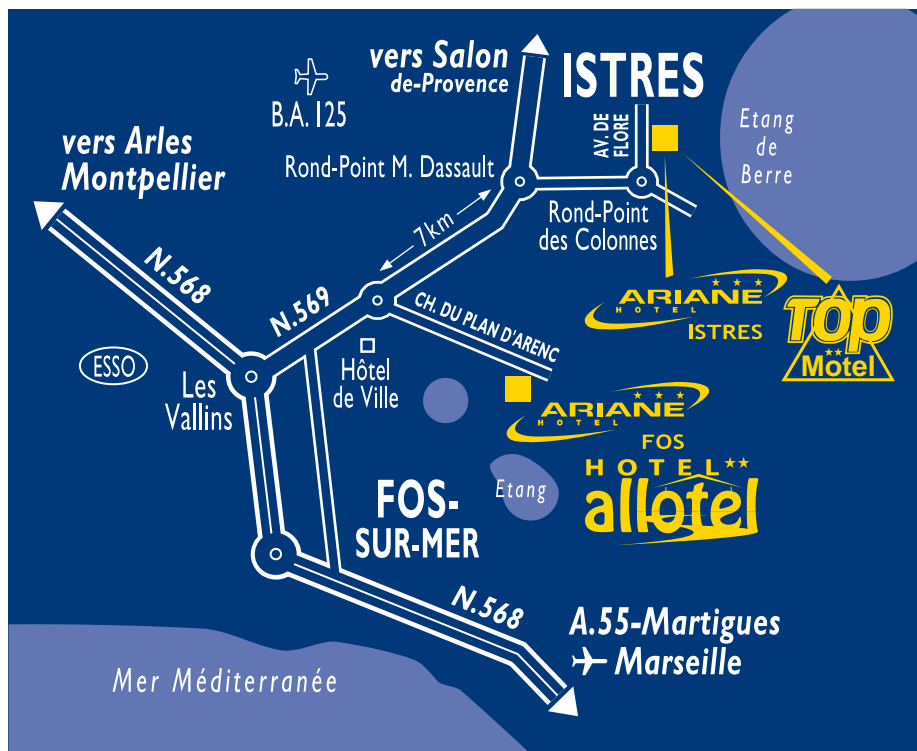 vers Salon
de-Provence
ISTRES
B.A. 125
AV. DE
FLORE
Etang
de
Berre
vers Arles
Montpellier
Rond-Point M. Dassault
Rond-Point
des Colonnes
7km
N.568
N.569
CH. DU PLAN D'ARENC
ARIANE
HOTEL
ISTRES
TOP
Motel
ESSO
Les
Vallins
Hôtel
de Ville
ARIANE
HOTEL
FOS
HOTEL
allotel
Etang
FOS-
SUR-MER
N.568
A.55-Martigues
Marseille
Mer Méditerranée